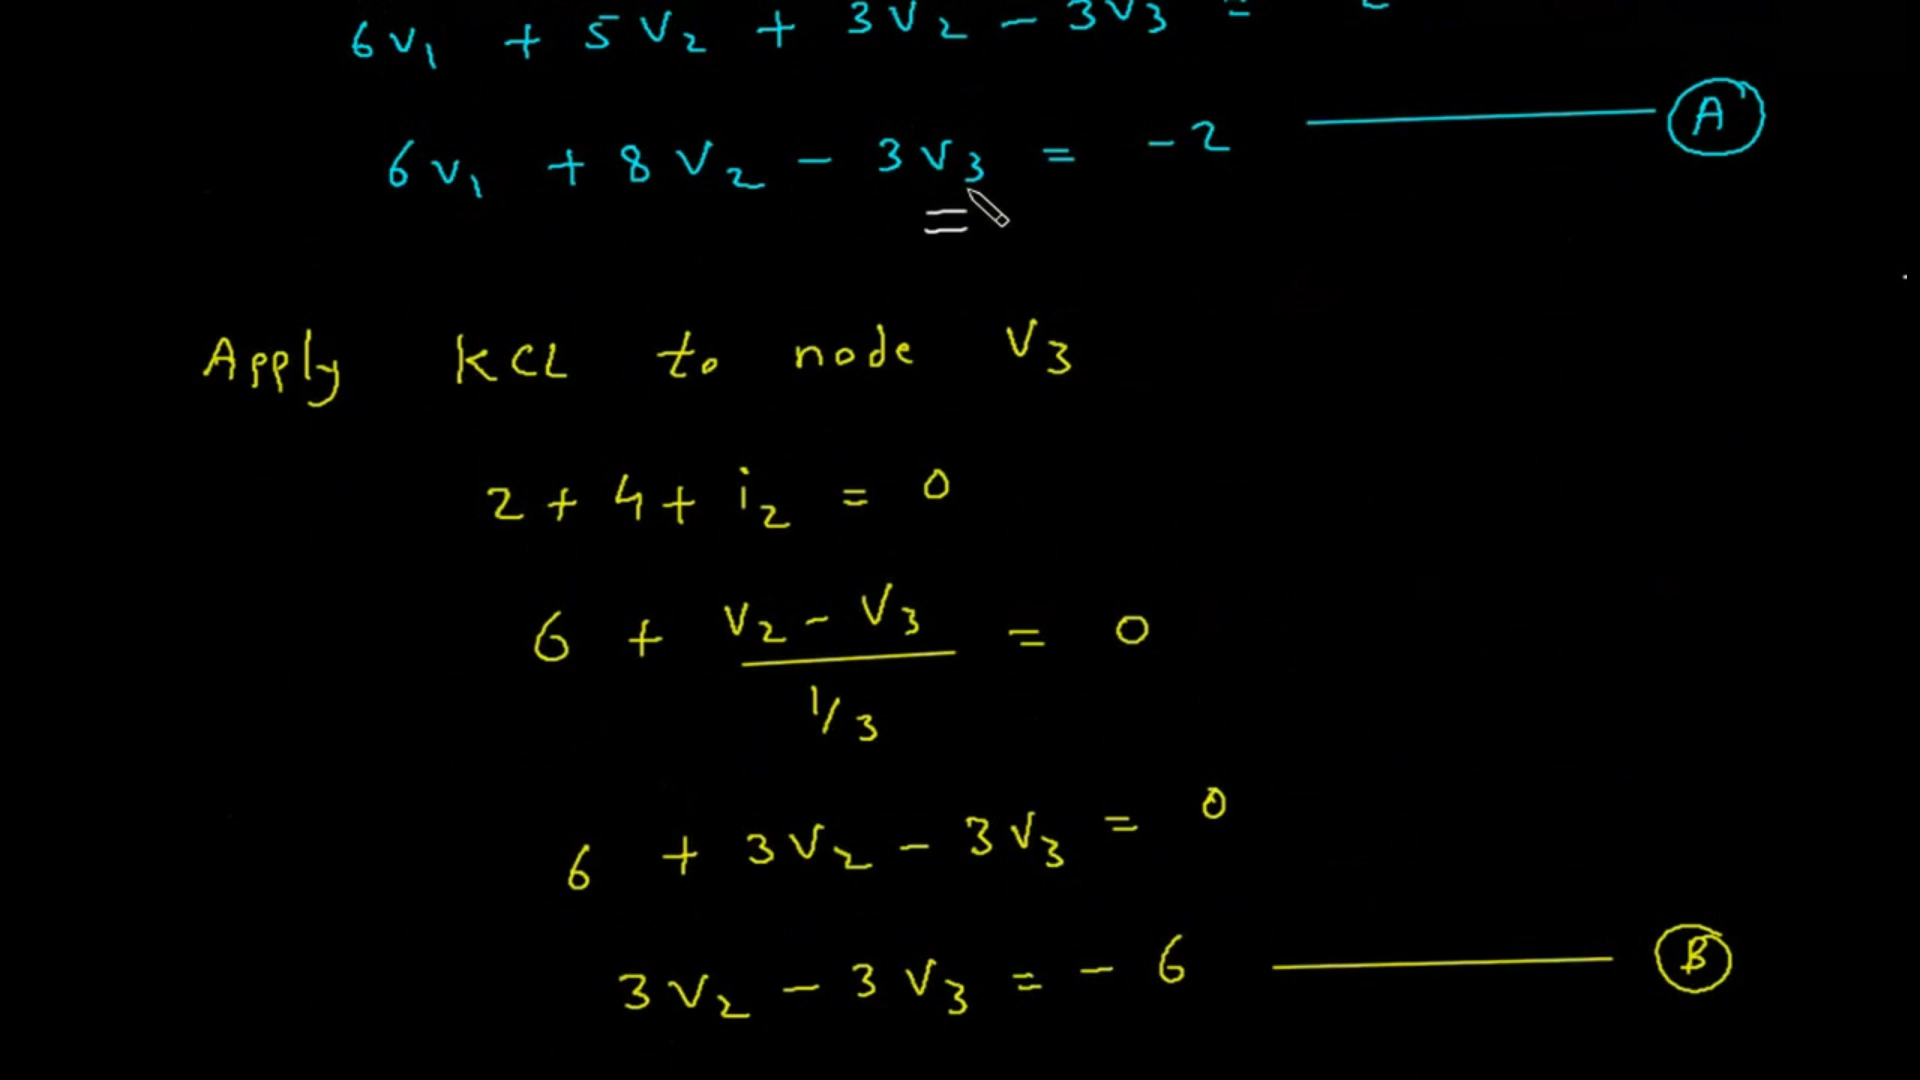 6v₁ + 5v₂ + 3v₂ - 3v₃ =
6v₁ + 8v₂ - 3v₃ = -2 A
Apply KCL to node v₃
2 + 4 + i₂ = 0
6 + (v₂ - v₃)/(1/3) = 0
6 + 3v₂ - 3v₃ = 0
3v₂ - 3v₃ = -6 B